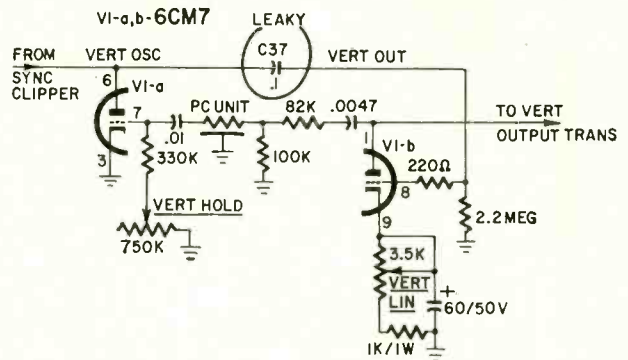 V1-a,b-6CM7
LEAKY
C37
.1
FROM
SYNC
CLIPPER
VERT OSC
VERT OUT
6
V1-a
7
3
.01
PC UNIT
82K
.0047
330K
100K
VERT HOLD
750K
TO VERT
OUTPUT TRANS
1
V1-b
8
9
220Ω
2.2 MEG
3.5K
VERT
LIN
+
60/50V
1K/1W